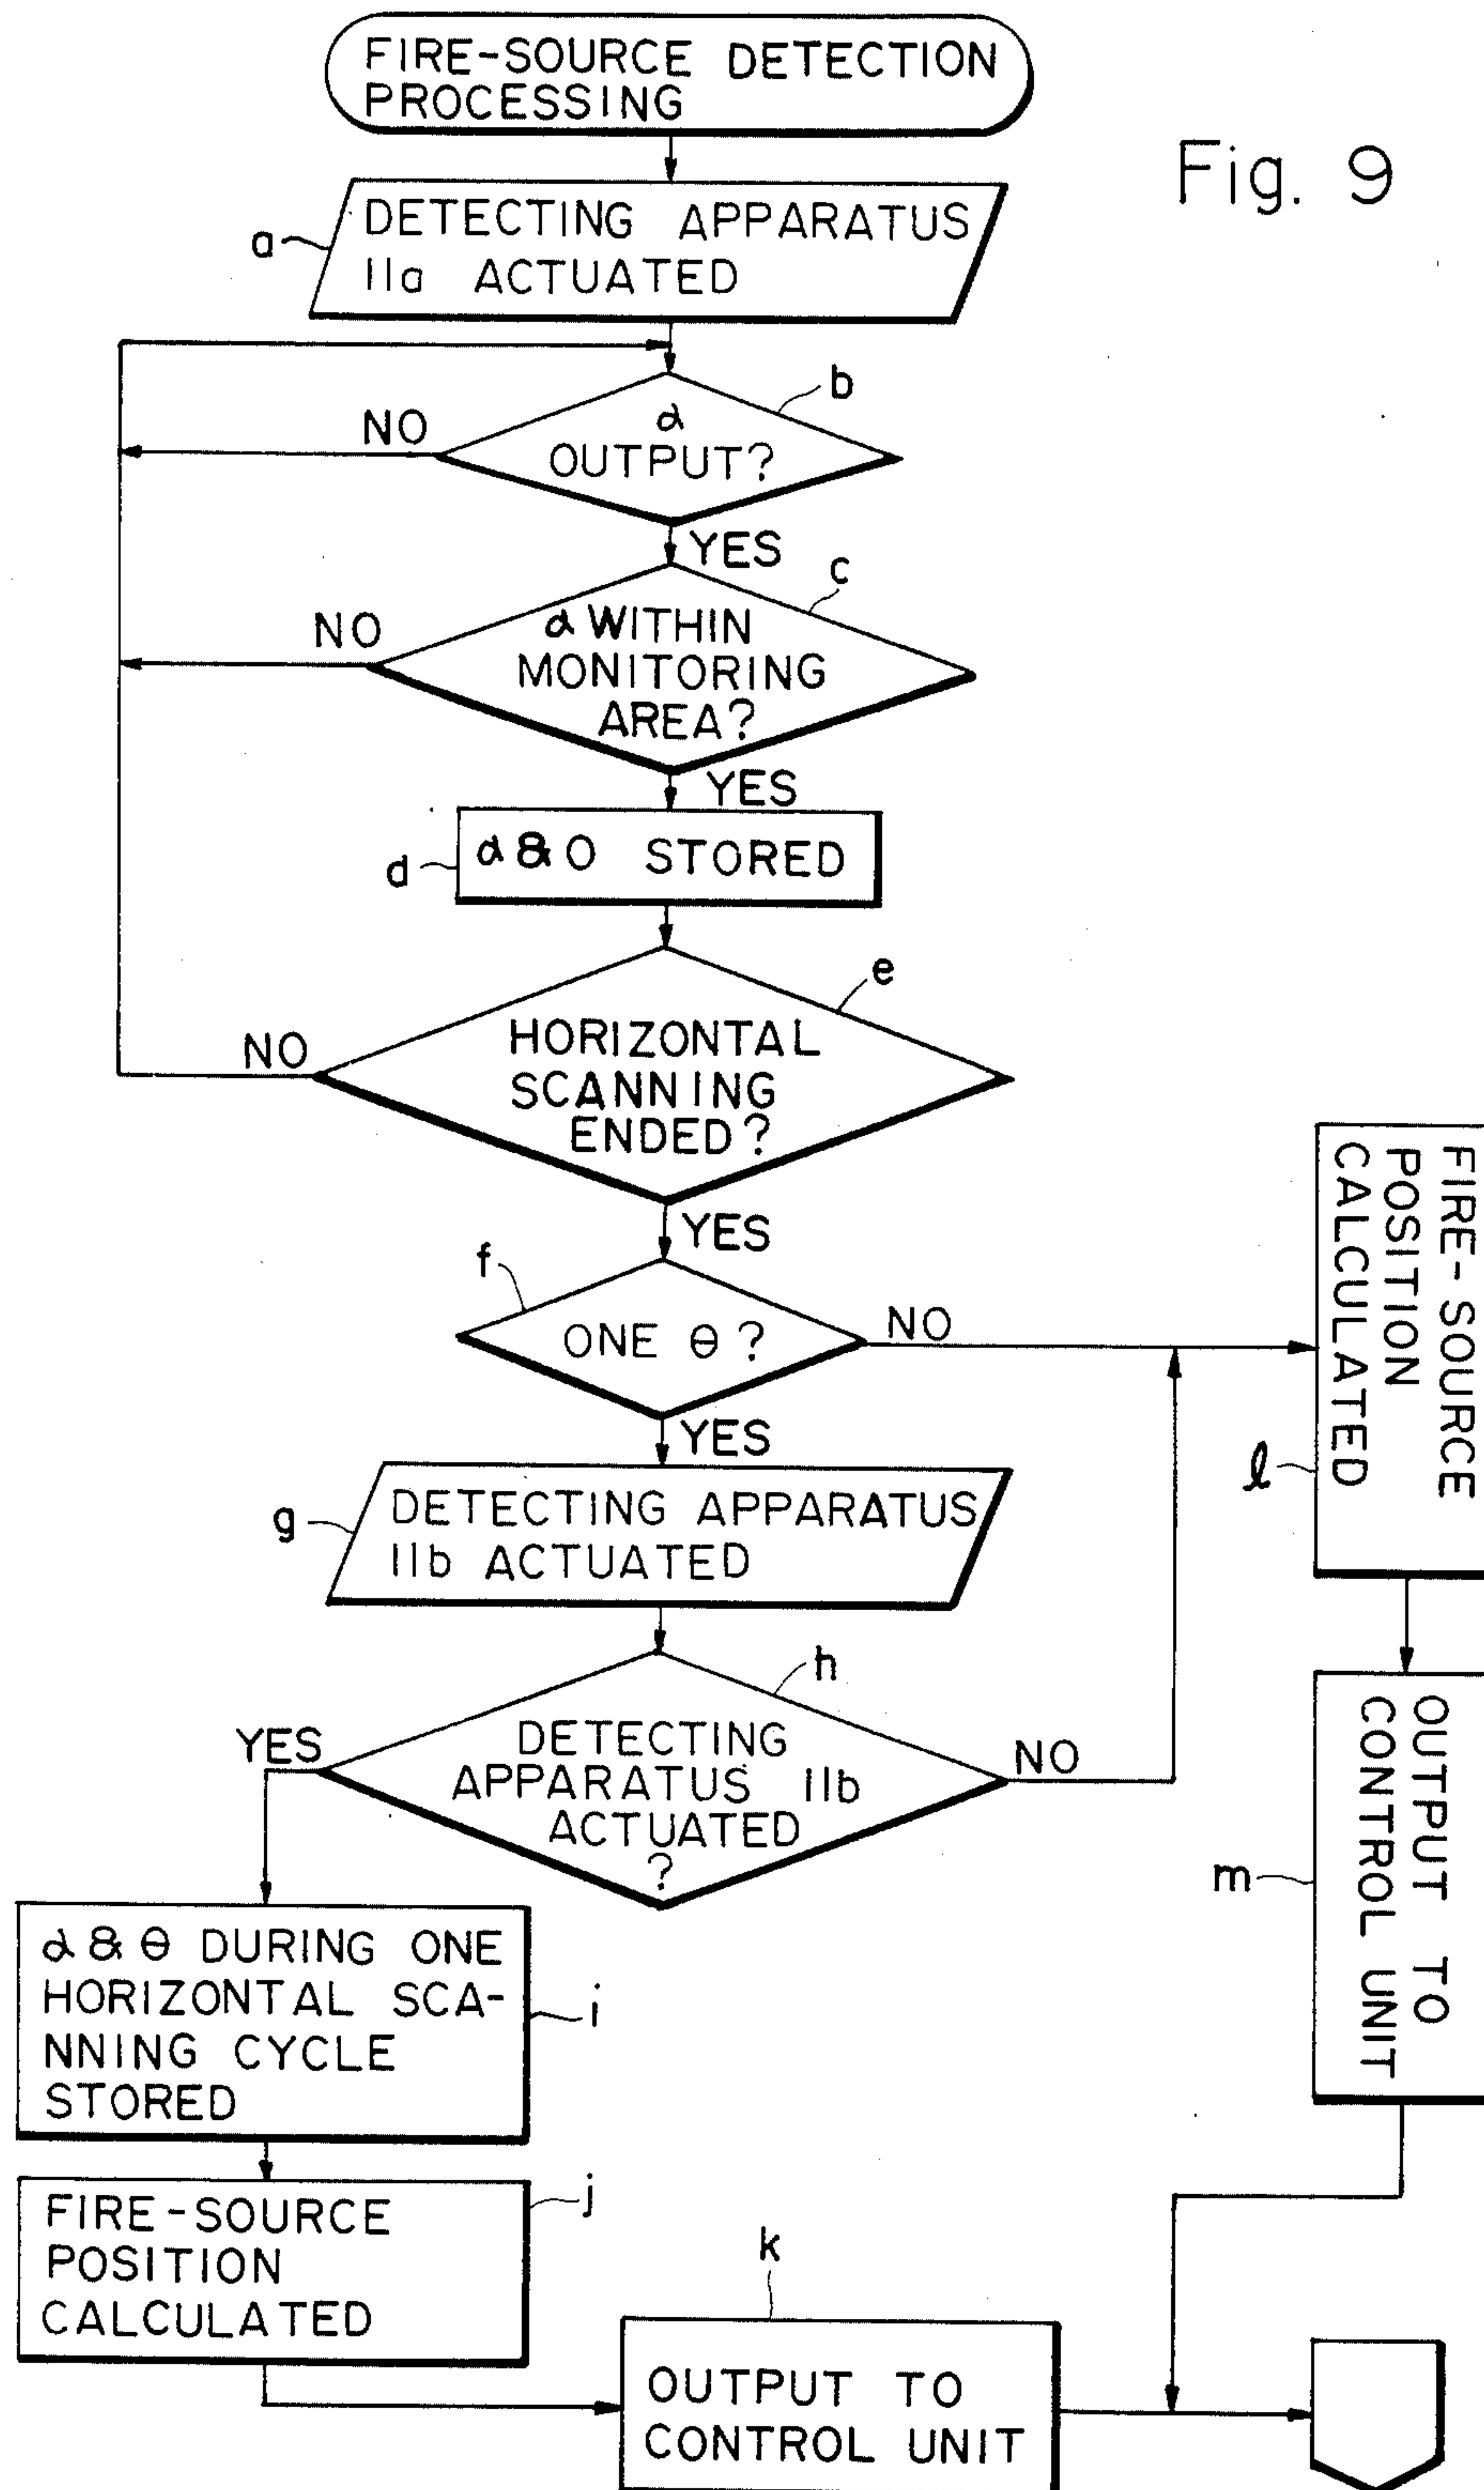 FIRE-SOURCE DETECTION
PROCESSING
Fig. 9
a
DETECTING APPARATUS
11a ACTUATED
b
α
OUTPUT?
NO
YES
c
α WITHIN
MONITORING
AREA?
NO
YES
d
α & O STORED
e
HORIZONTAL
SCANNING
ENDED?
NO
YES
f
ONE θ ?
NO
YES
g
DETECTING APPARATUS
11b ACTUATED
h
DETECTING
APPARATUS 11b
ACTUATED
?
YES
NO
i
α & θ DURING ONE
HORIZONTAL SCA-
NNING CYCLE
STORED
j
FIRE-SOURCE
POSITION
CALCULATED
k
OUTPUT TO
CONTROL UNIT
l
FIRE-SOURCE
POSITION
CALCULATED
m
OUTPUT TO
CONTROL UNIT